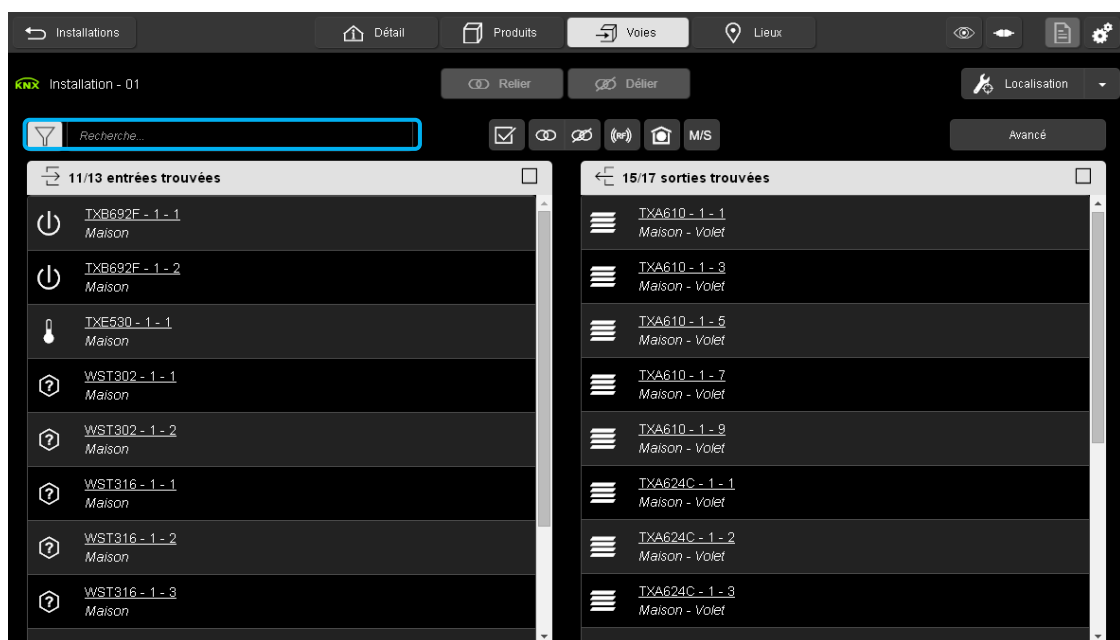 Installations
Détail
Produits
Voies
Lieux
KNX Installation - 01
Relier
Délier
Localisation
Recherche...
RF
M/S
Avancé
11/13 entrées trouvées
TXB692F - 1 - 1
Maison
TXB692F - 1 - 2
Maison
TXE530 - 1 - 1
Maison
WST302 - 1 - 1
Maison
WST302 - 1 - 2
Maison
WST316 - 1 - 1
Maison
WST316 - 1 - 2
Maison
WST316 - 1 - 3
Maison
15/17 sorties trouvées
TXA610 - 1 - 1
Maison - Volet
TXA610 - 1 - 3
Maison - Volet
TXA610 - 1 - 5
Maison - Volet
TXA610 - 1 - 7
Maison - Volet
TXA610 - 1 - 9
Maison - Volet
TXA624C - 1 - 1
Maison - Volet
TXA624C - 1 - 2
Maison - Volet
TXA624C - 1 - 3
Maison - Volet